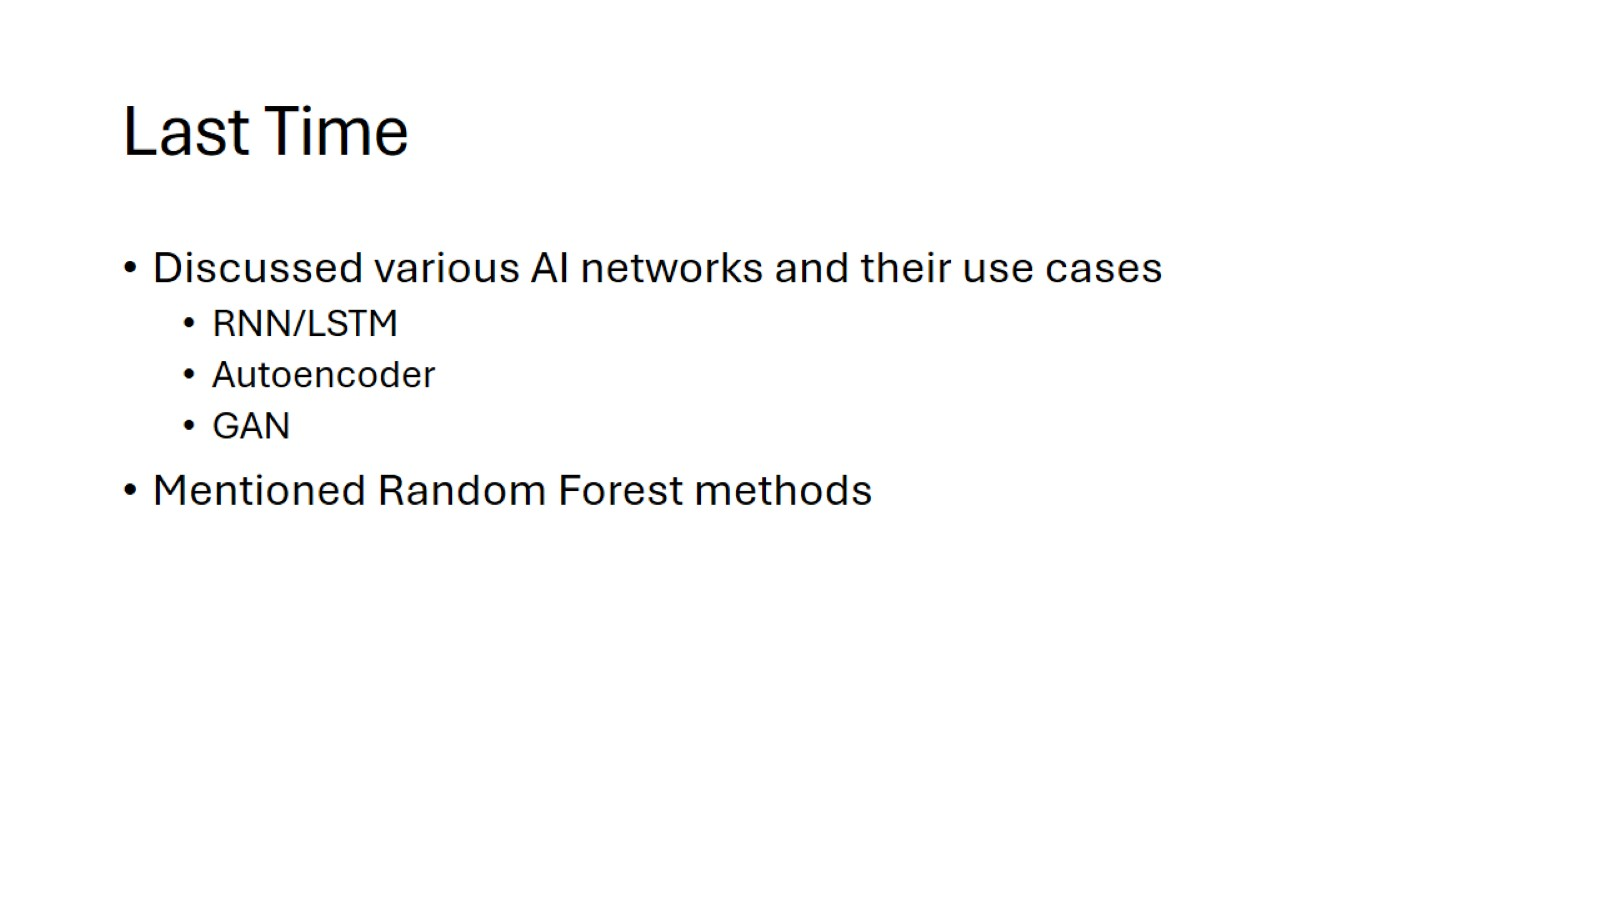 Last Time
• Discussed various AI networks and their use cases
• RNN/LSTM
• Autoencoder
• GAN
• Mentioned Random Forest methods